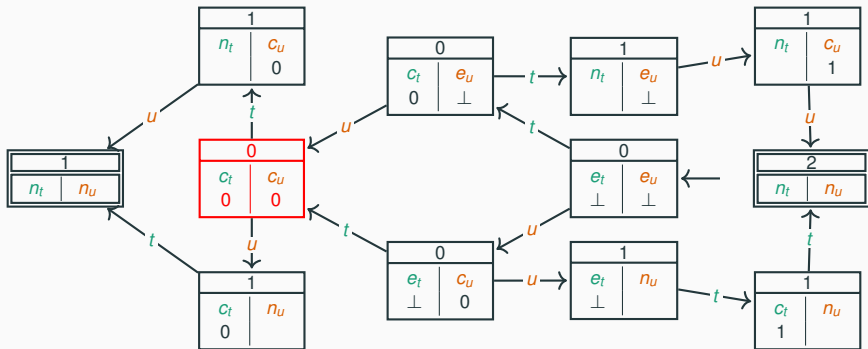 1
n_t c_u
0
0
c_t e_u
0 ⊥
1
n_t e_u
⊥
1
n_t c_u
1
t
u
u
t
u
t
u
1
n_t n_u
0
c_t c_u
0 0
0
e_t e_u
⊥ ⊥
2
n_t n_u
t
u
t
u
u
t
t
1
c_t n_u
0
0
e_t c_u
⊥ 0
1
e_t n_u
⊥
1
c_t n_u
1